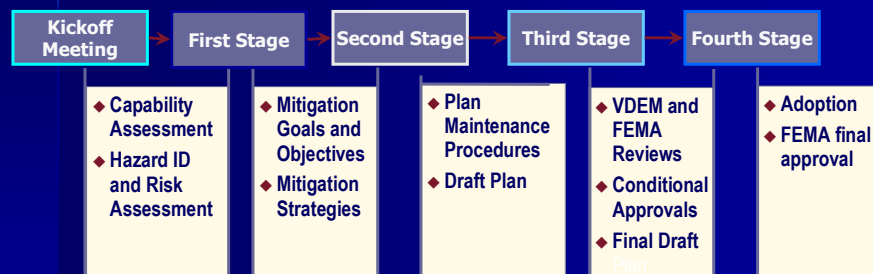 Kickoff
Meeting
First Stage
Second Stage
Third Stage
Fourth Stage
Capability
Assessment
Hazard ID
and Risk
Assessment
Mitigation
Goals and
Objectives
Mitigation
Strategies
Plan
Maintenance
Procedures
Draft Plan
VDEM and
FEMA
Reviews
Conditional
Approvals
Final Draft
Plan
Adoption
FEMA final
approval